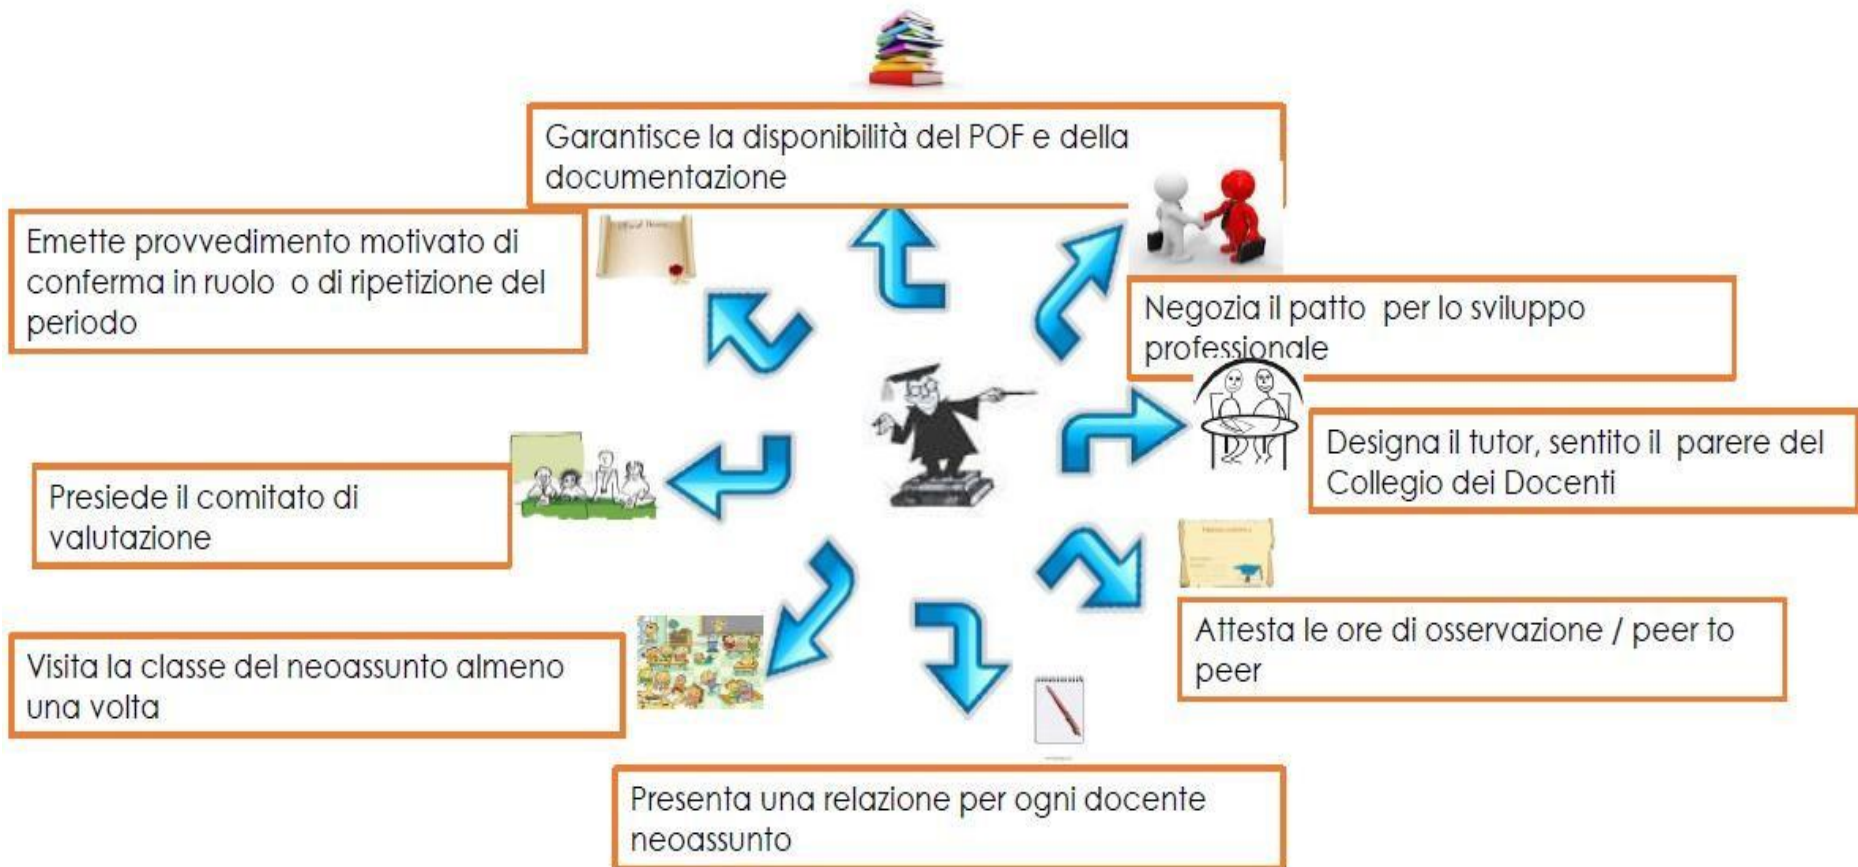 Garantisce la disponibilità del POF e della
documentazione
Negozia il patto per lo sviluppo
professionale
Designa il tutor, sentito il parere del
Collegio dei Docenti
Attesta le ore di osservazione / peer to
peer
Presenta una relazione per ogni docente
neoassunto
Visita la classe del neoassunto almeno
una volta
Presiede il comitato di
valutazione
Emette provvedimento motivato di
conferma in ruolo o di ripetizione del
periodo